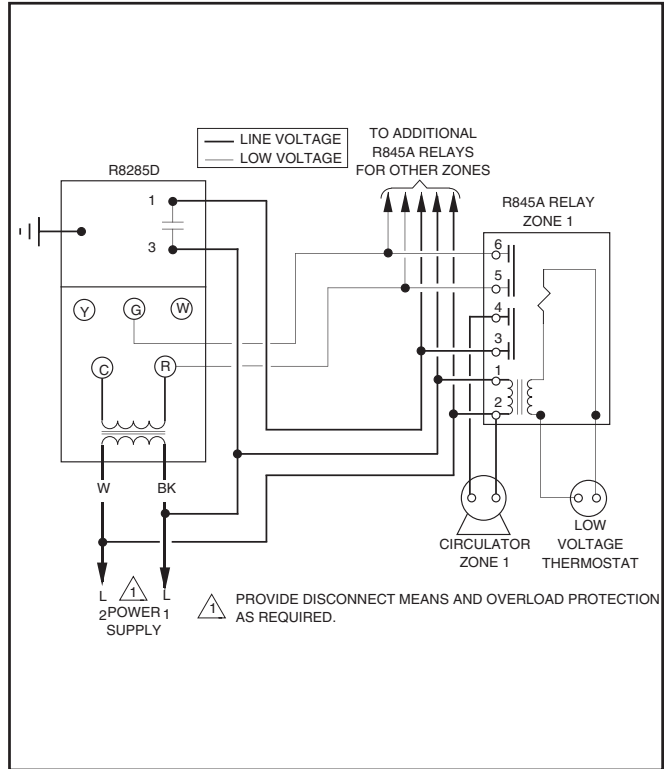 LINE VOLTAGE
LOW VOLTAGE
TO ADDITIONAL
R845A RELAYS
FOR OTHER ZONES
R8285D
R845A RELAY
ZONE 1
1
3
6
5
4
3
1
2
Y
G
W
C
R
W
BK
CIRCULATOR
ZONE 1
LOW
VOLTAGE
THERMOSTAT
L
2
1
L
1
POWER
SUPPLY
1
PROVIDE DISCONNECT MEANS AND OVERLOAD PROTECTION
AS REQUIRED.